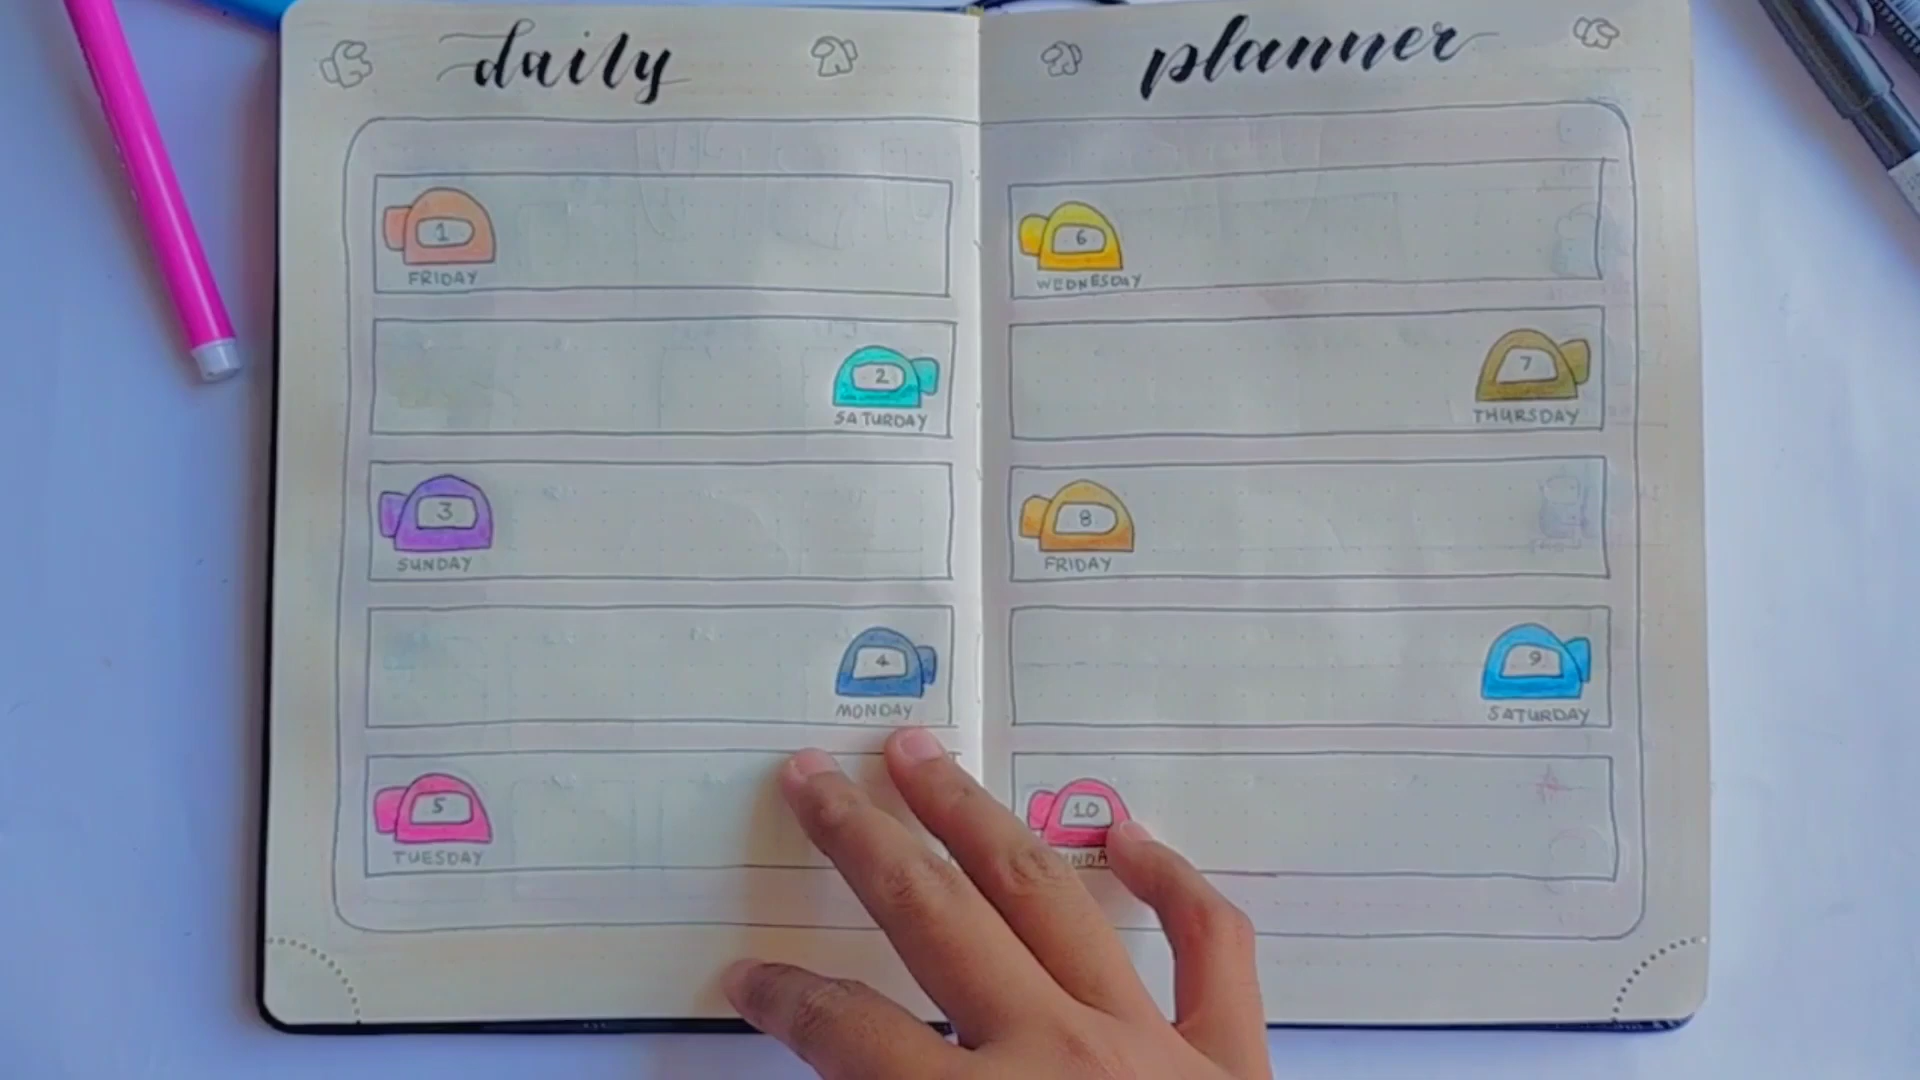 daily planner
1
FRIDAY
2
SATURDAY
3
SUNDAY
4
MONDAY
5
TUESDAY
6
WEDNESDAY
7
THURSDAY
8
FRIDAY
9
SATURDAY
10